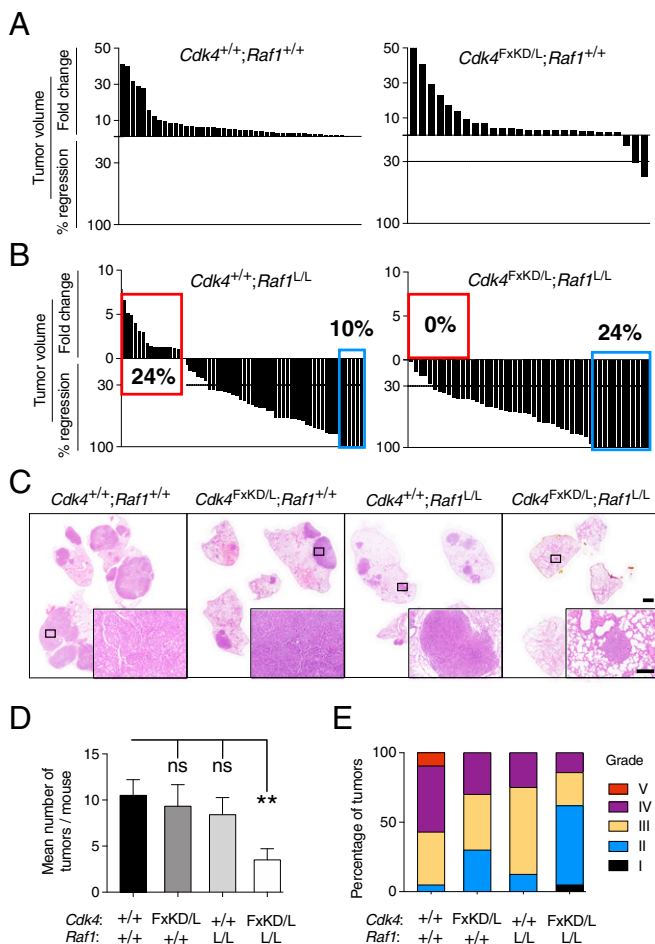 A
Cdk4+/+;Raf1+/+
Cdk4FxKD/L;Raf1+/+
Tumor volume
% regression
Fold change
50
30
10
30
100
50
30
10
30
100
B
Cdk4+/+;Raf1L/L
Cdk4FxKD/L;Raf1L/L
Tumor volume
% regression
Fold change
10
5
0
30
100
24%
10%
10
5
0
30
100
0%
24%
C
Cdk4+/+;Raf1+/+
Cdk4FxKD/L;Raf1+/+
Cdk4+/+;Raf1L/L
Cdk4FxKD/L;Raf1L/L
D
Mean number of
tumors / mouse
15
10
5
0
ns
ns
**
Cdk4: +/+ FxKD/L +/+ FxKD/L
Raf1: +/+ +/+ L/L L/L
E
Percentage of tumors
100
50
0
Grade
V
IV
III
II
I
Cdk4: +/+ FxKD/L +/+ FxKD/L
Raf1: +/+ +/+ L/L L/L